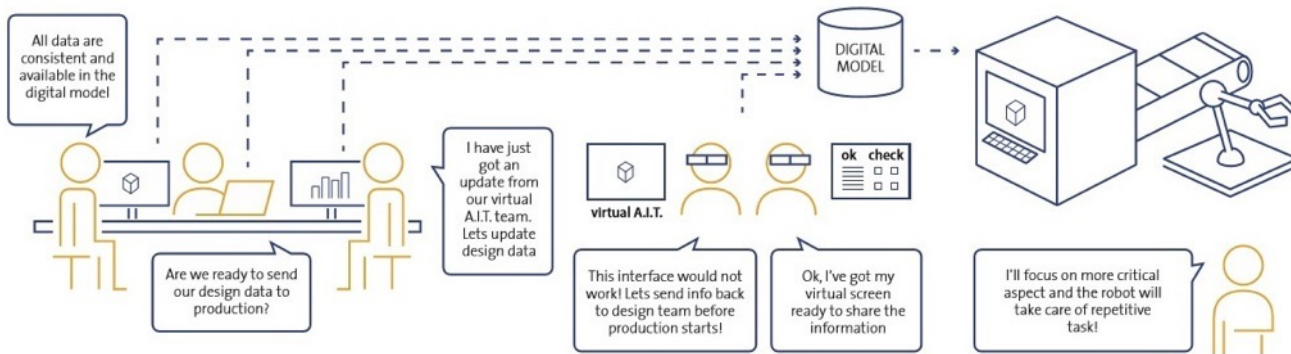 All data are
consistent and
available in the
digital model
DIGITAL
MODEL
I have just
got an
update from
our virtual
A.I.T. team.
Lets update
design data
ok check
virtual A.I.T.
Are we ready to send
our design data to
production?
This interface would not
work! Lets send info back
to design team before
production starts!
Ok, I've got my
virtual screen
ready to share the
information
I'll focus on more critical
aspect and the robot will
take care of repetitive
task!